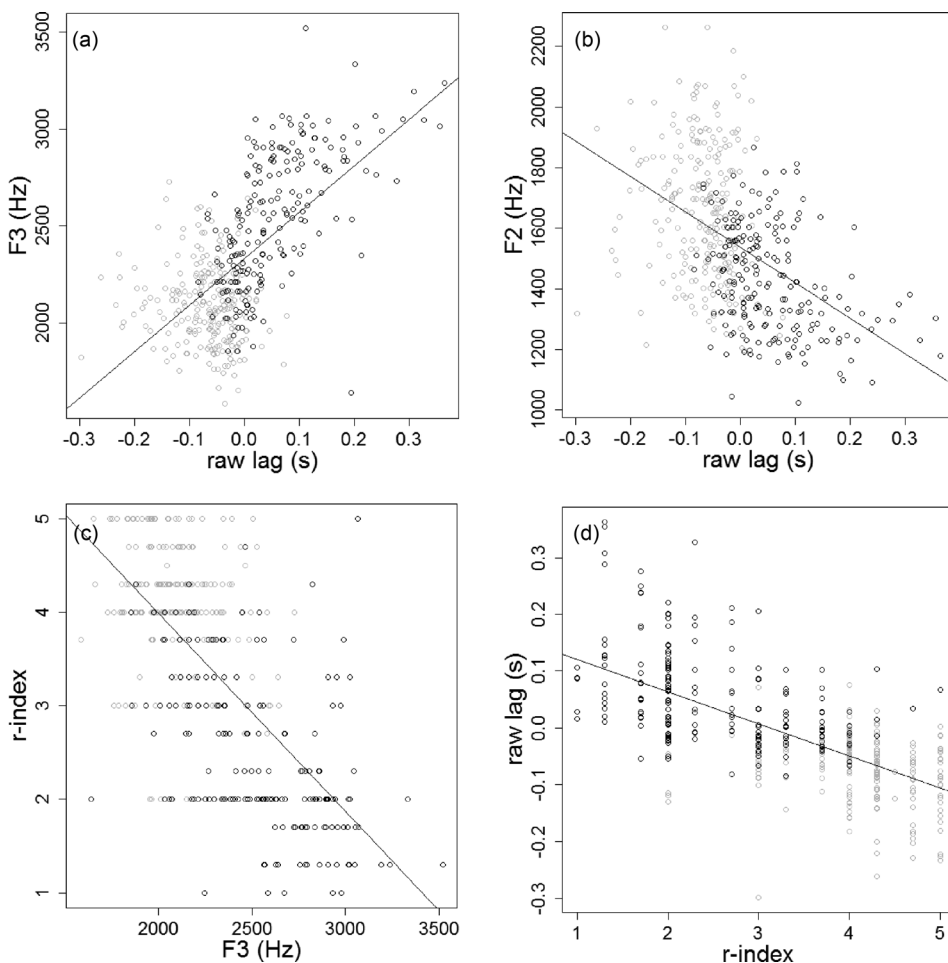 (a)
F3 (Hz)
3500
3000
2500
2000
-0.3 -0.2 -0.1 0.0 0.1 0.2 0.3
raw lag (s)
(b)
F2 (Hz)
2200
2000
1800
1600
1400
1200
1000
-0.3 -0.2 -0.1 0.0 0.1 0.2 0.3
raw lag (s)
(c)
r-index
5
4
3
2
1
2000 2500 3000 3500
F3 (Hz)
(d)
raw lag (s)
0.3
0.2
0.1
0.0
-0.1
-0.2
-0.3
1 2 3 4 5
r-index